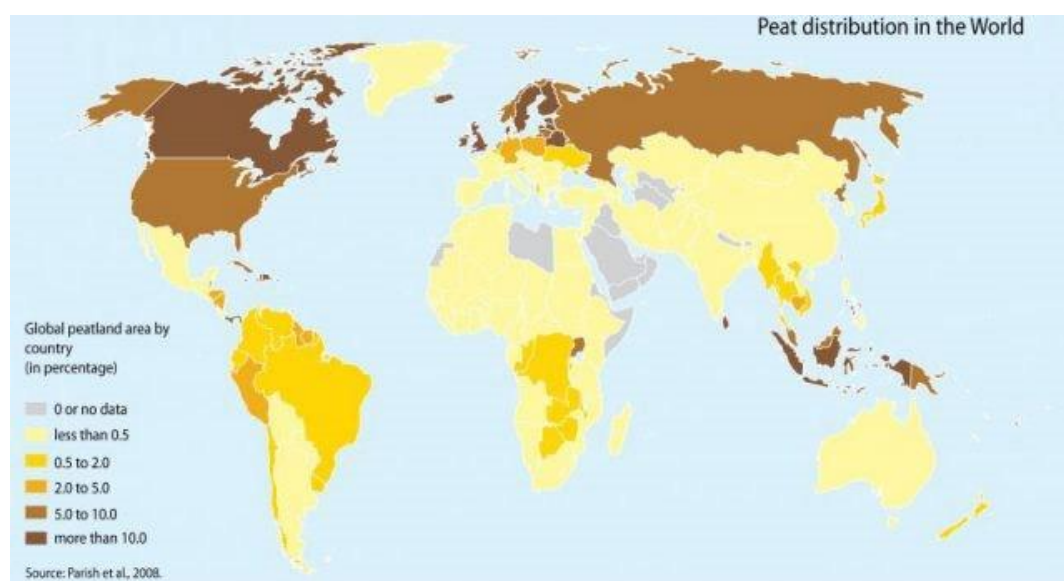 Peat distribution in the World
Global peatland area by
country
(in percentage)
0 or no data
less than 0.5
0.5 to 2.0
2.0 to 5.0
5.0 to 10.0
more than 10.0
Source: Parish et al., 2008.